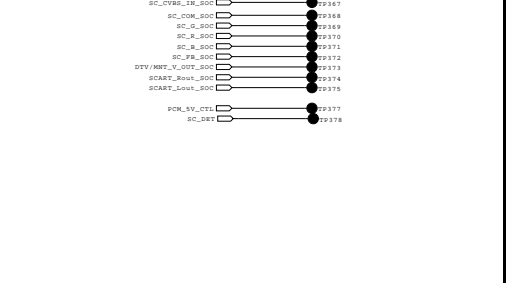 SC_CVBS_IN_SOC TP367
SC_COM_SOC TP368
SC_G_SOC TP369
SC_R_SOC TP370
SC_B_SOC TP371
SC_FB_SOC TP372
DTV/MNT_V_OUT_SOC TP373
SCART_Rout_SOC TP374
SCART_Lout_SOC TP375
PCM_5V_CTL TP377
SC_DET TP378